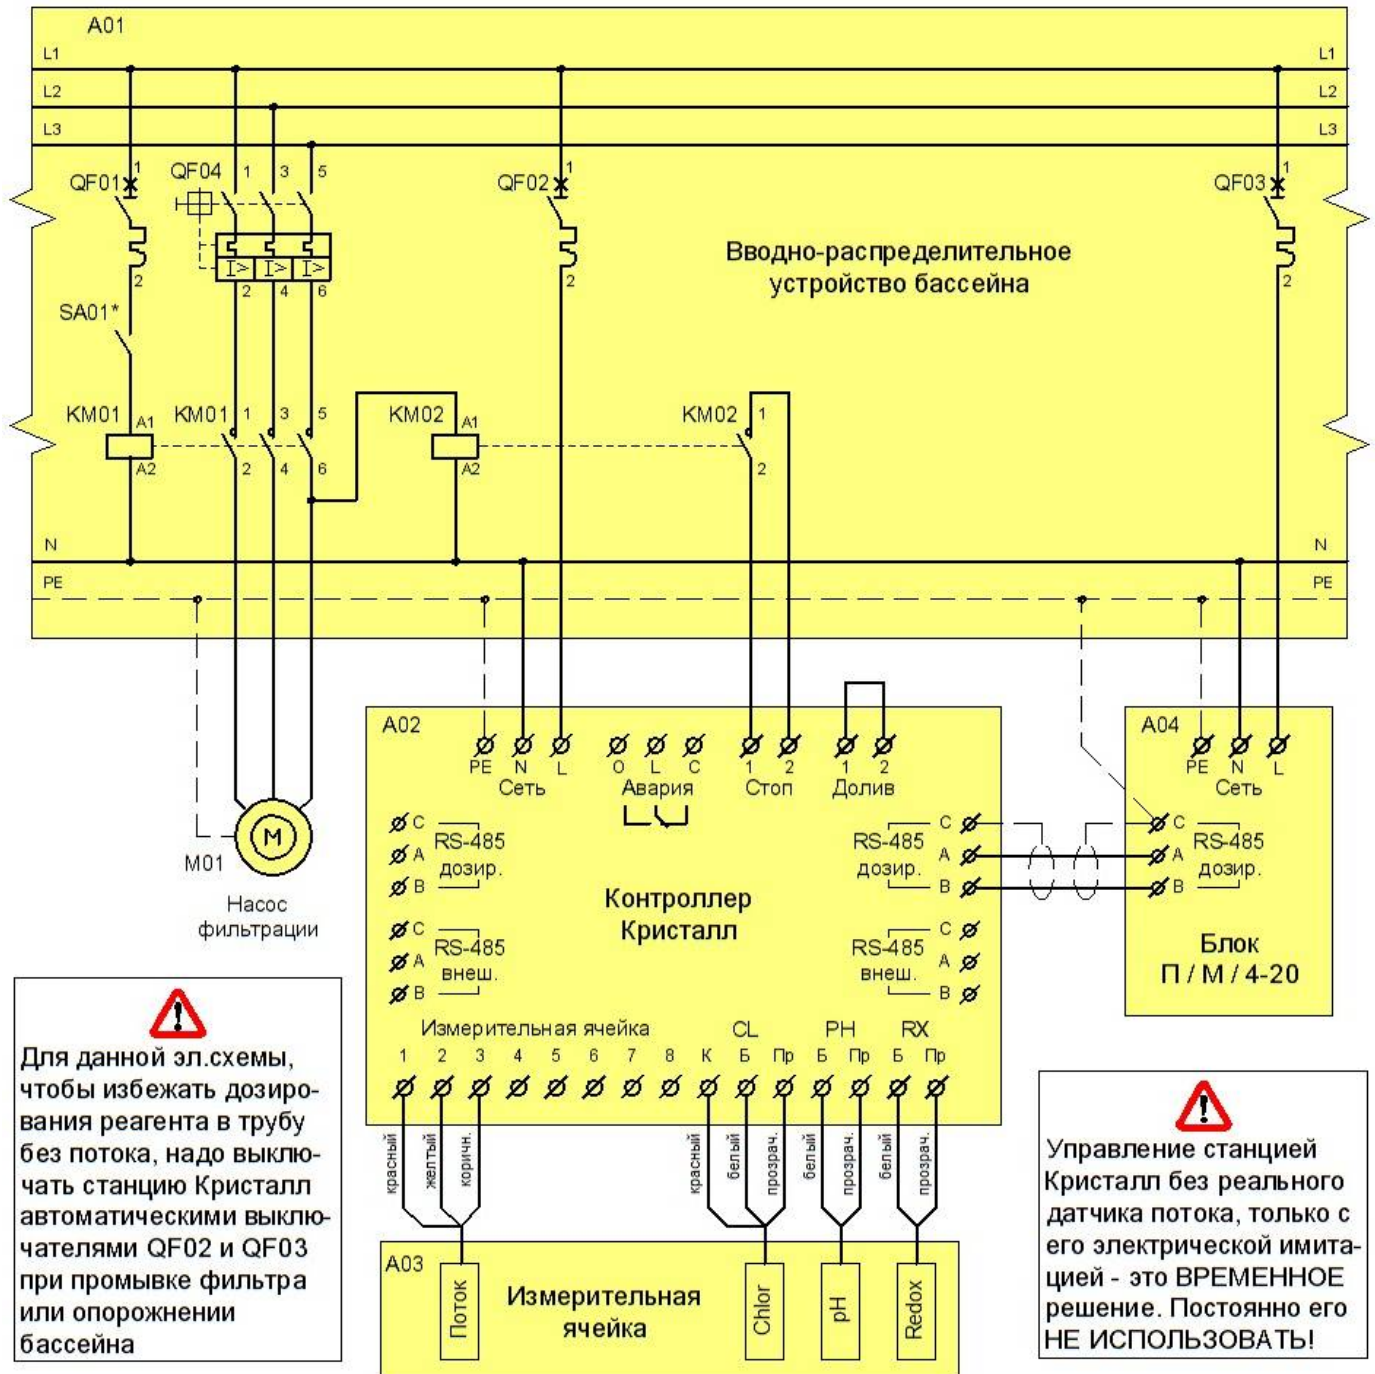 A01
L1 L1
L2 L2
L3 L3
QF01 1 QF04 1 3 5 QF02 1 QF03 1
Вводно-распределительное
устройство бассейна
I> I> I>
2 2 4 6 2 2
SA01*
KM01 A1 KM01 1 3 5 KM02 A1 KM02 1
A2 2 4 6 A2 2
N N
PE PE
A02 A04
PE N L O L C 1 2 1 2 PE N L
Сеть Авария Стоп Долив Сеть
M
M01
Насос
фильтрации
C RS-485 A дозир. B
RS-485 C дозир. A B
C RS-485 A дозир. B
Контроллер
Кристалл
C RS-485 A внеш. B
RS-485 C внеш. A B
Блок
П / М / 4-20
Измерительная ячейка CL PH RX
1 2 3 4 5 6 7 8 К Б Пр Б Пр Б Пр
красный желтый коричн. красный белый прозрач. белый прозрач. белый прозрач.
A03
Поток
Измерительная
ячейка
Chlor
pH
Redox
!
Для данной эл.схемы,
чтобы избежать дозиро-
вания реагента в трубу
без потока, надо выклю-
чать станцию Кристалл
автоматическими выклю-
чателями QF02 и QF03
при промывке фильтра
или опорожнении
бассейна
!
Управление станцией
Кристалл без реального
датчика потока, только с
его электрической имита-
цией - это ВРЕМЕННОЕ
решение. Постоянно его
НЕ ИСПОЛЬЗОВАТЬ!